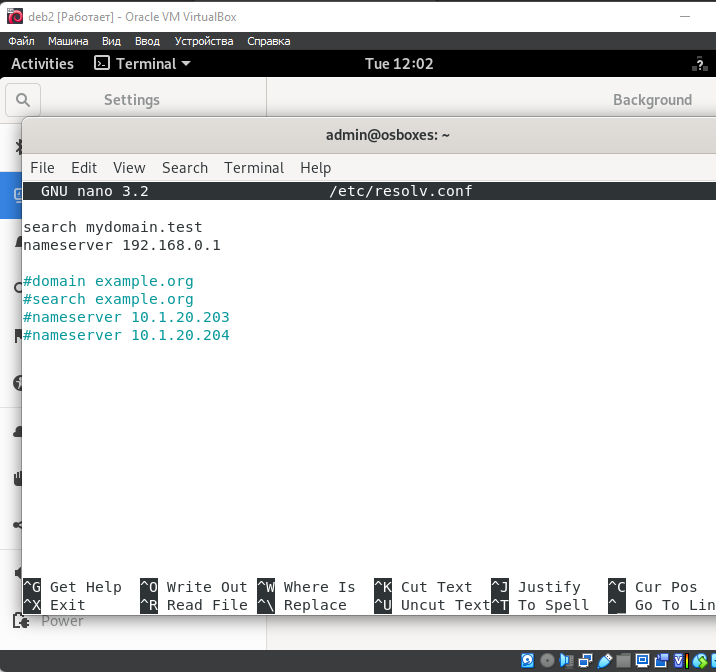 deb2 [Работает] - Oracle VM VirtualBox
Файл Машина Вид Ввод Устройства Справка
Activities Terminal Tue 12:02 ?
Settings Background
admin@osboxes: ~
File Edit View Search Terminal Help
GNU nano 3.2 /etc/resolv.conf
search mydomain.test
nameserver 192.168.0.1
#domain example.org
#search example.org
#nameserver 10.1.20.203
#nameserver 10.1.20.204
^G Get Help ^O Write Out ^W Where Is ^K Cut Text ^J Justify ^C Cur Pos
^X Exit ^R Read File ^\ Replace ^U Uncut Text ^T To Spell ^_ Go To Lin
Power